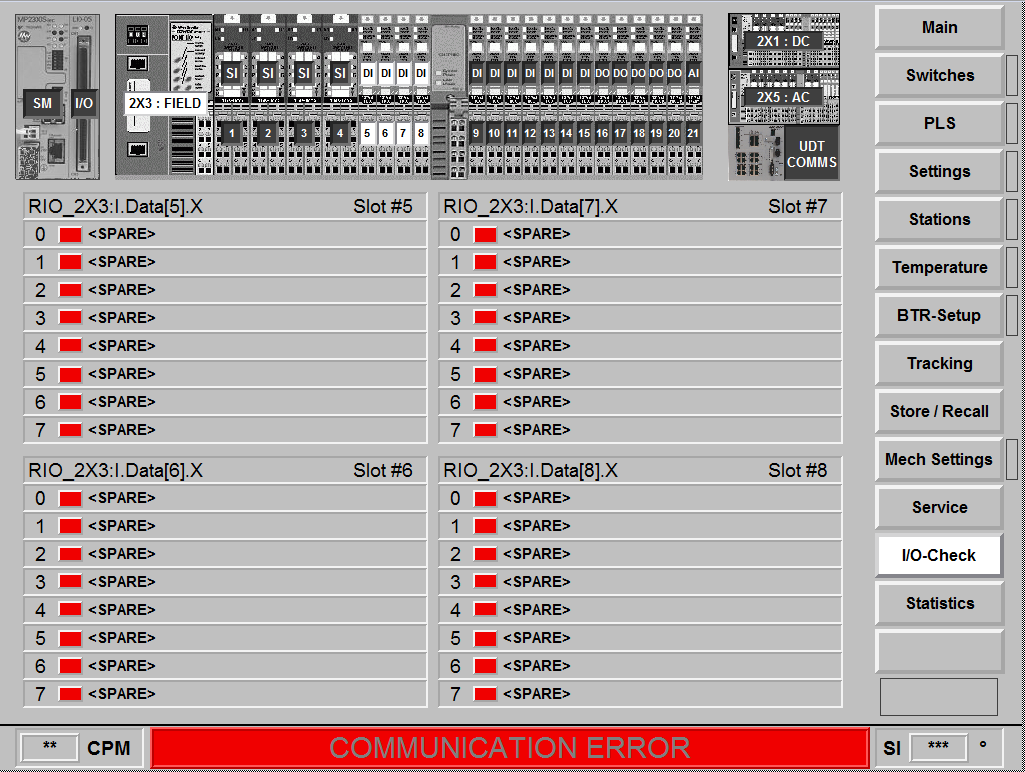 MP2300S LIO-05
SM I/O
2X3 : FIELD
SI SI SI SI DI DI DI DI DI DI DI DI DI DI DI DO DO DO DO DO AI
1 2 3 4 5 6 7 8 9 10 11 12 13 14 15 16 17 18 19 20 21
2X1 : DC
2X5 : AC
UDT
COMMS
RIO_2X3:I.Data[5].X Slot #5
0 <SPARE>
1 <SPARE>
2 <SPARE>
3 <SPARE>
4 <SPARE>
5 <SPARE>
6 <SPARE>
7 <SPARE>
RIO_2X3:I.Data[7].X Slot #7
0 <SPARE>
1 <SPARE>
2 <SPARE>
3 <SPARE>
4 <SPARE>
5 <SPARE>
6 <SPARE>
7 <SPARE>
RIO_2X3:I.Data[6].X Slot #6
0 <SPARE>
1 <SPARE>
2 <SPARE>
3 <SPARE>
4 <SPARE>
5 <SPARE>
6 <SPARE>
7 <SPARE>
RIO_2X3:I.Data[8].X Slot #8
0 <SPARE>
1 <SPARE>
2 <SPARE>
3 <SPARE>
4 <SPARE>
5 <SPARE>
6 <SPARE>
7 <SPARE>
Main
Switches
PLS
Settings
Stations
Temperature
BTR-Setup
Tracking
Store / Recall
Mech Settings
Service
I/O-Check
Statistics
** CPM
COMMUNICATION ERROR
SI *** °